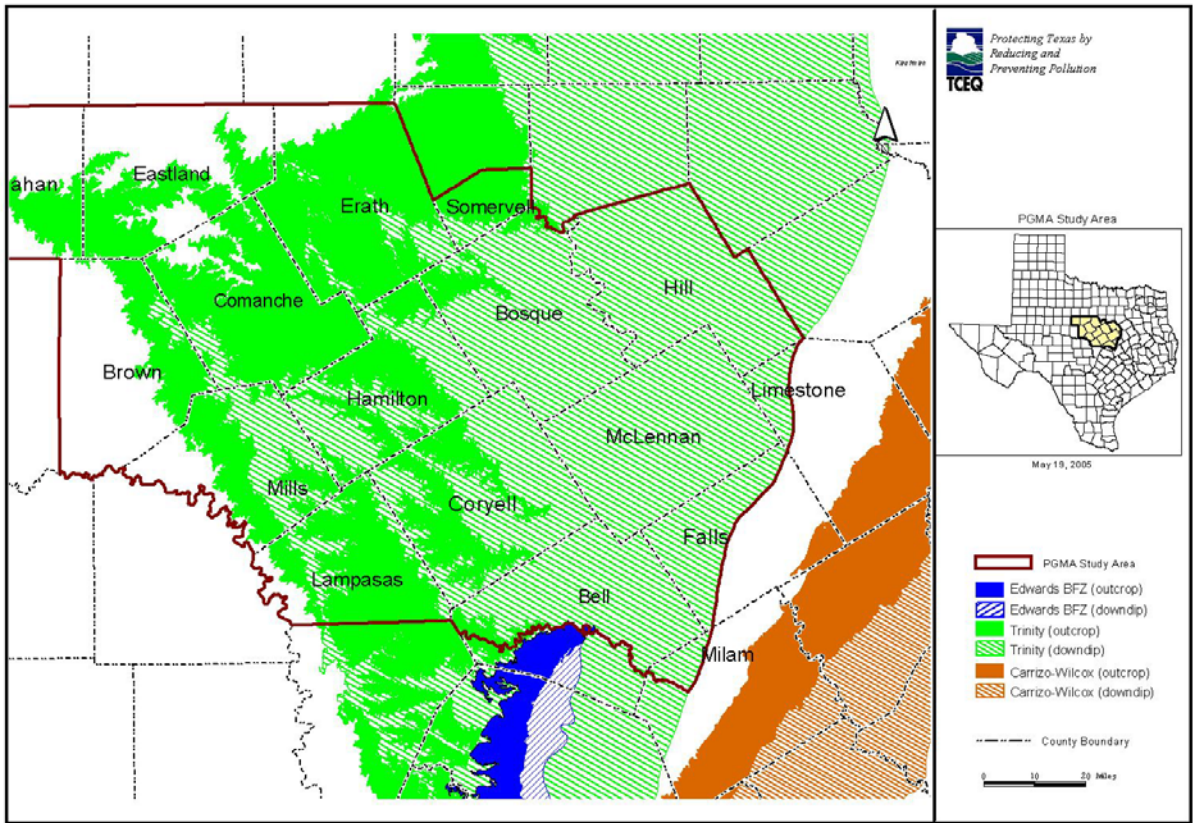 Protecting Texas by
Reducing and
Preventing Pollution
TCEQ
Eastland
ahan
Erath
Somervell
Comanche
Bosque
Hill
Brown
Hamilton
Limestone
McLennan
Mills
Coryell
Falls
Lampasas
Bell
Milam
PGMA Study Area
May 19, 2005
PGMA Study Area
Edwards BFZ (outcrop)
Edwards BFZ (downdip)
Trinity (outcrop)
Trinity (downdip)
Carrizo-Wilcox (outcrop)
Carrizo-Wilcox (downdip)
County Boundary
0 10 20 Miles